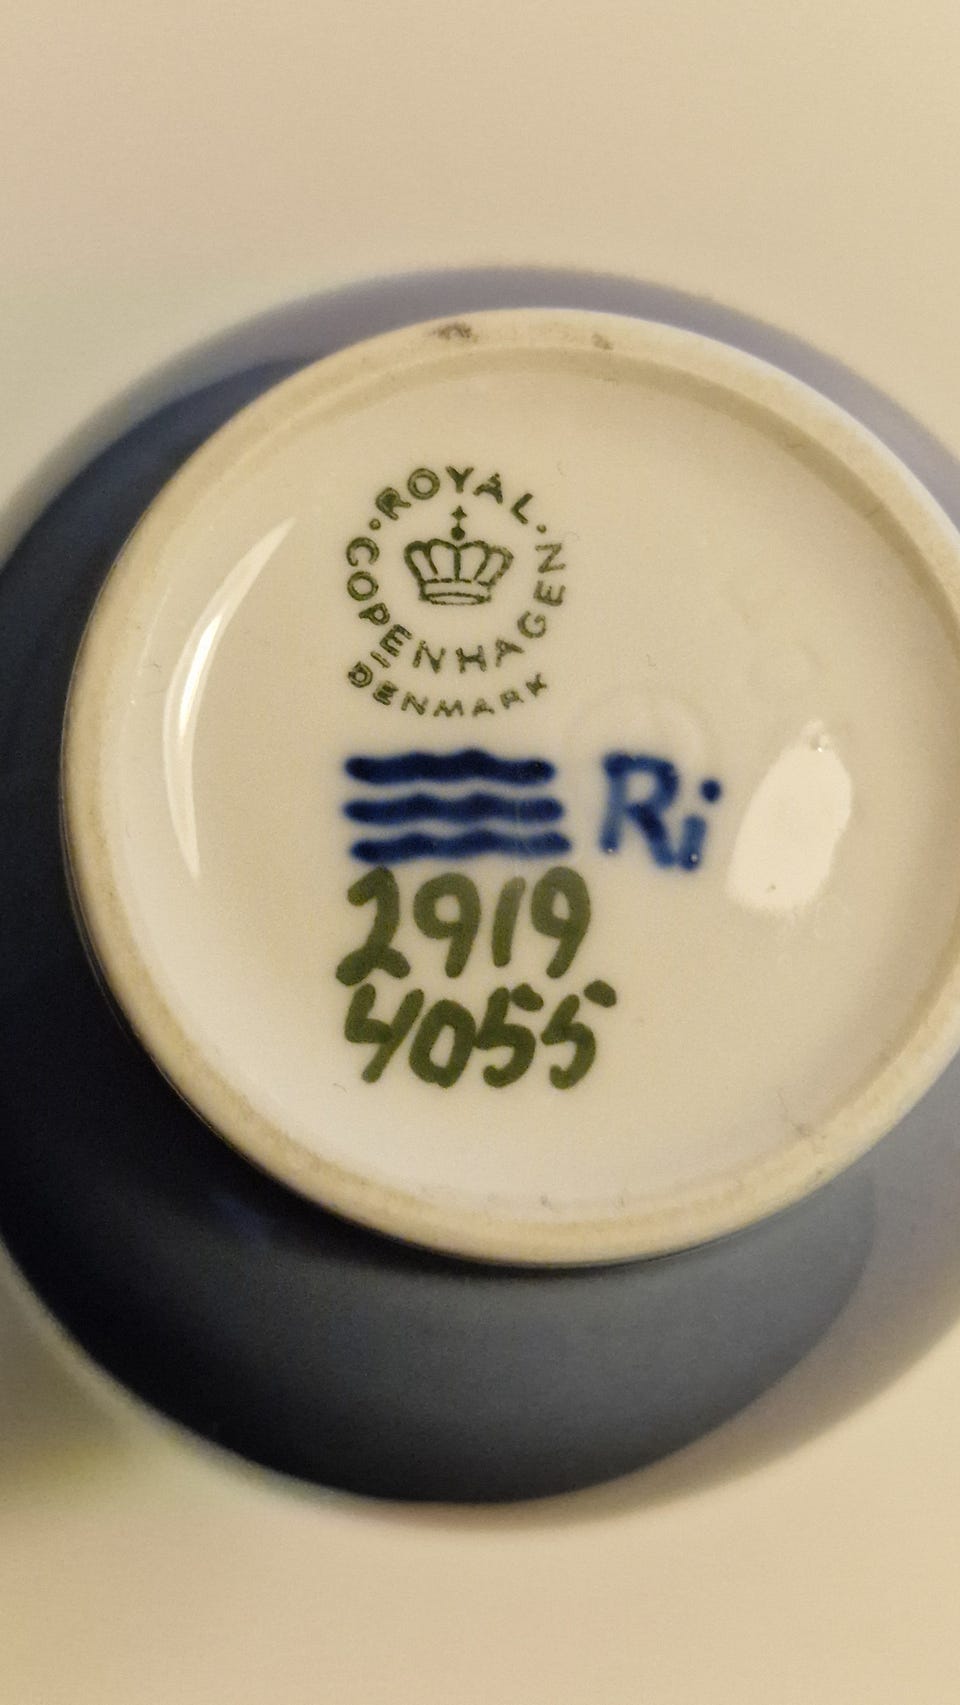 ROYAL
COPENHAGEN
DENMARK
Ri
2919
4055